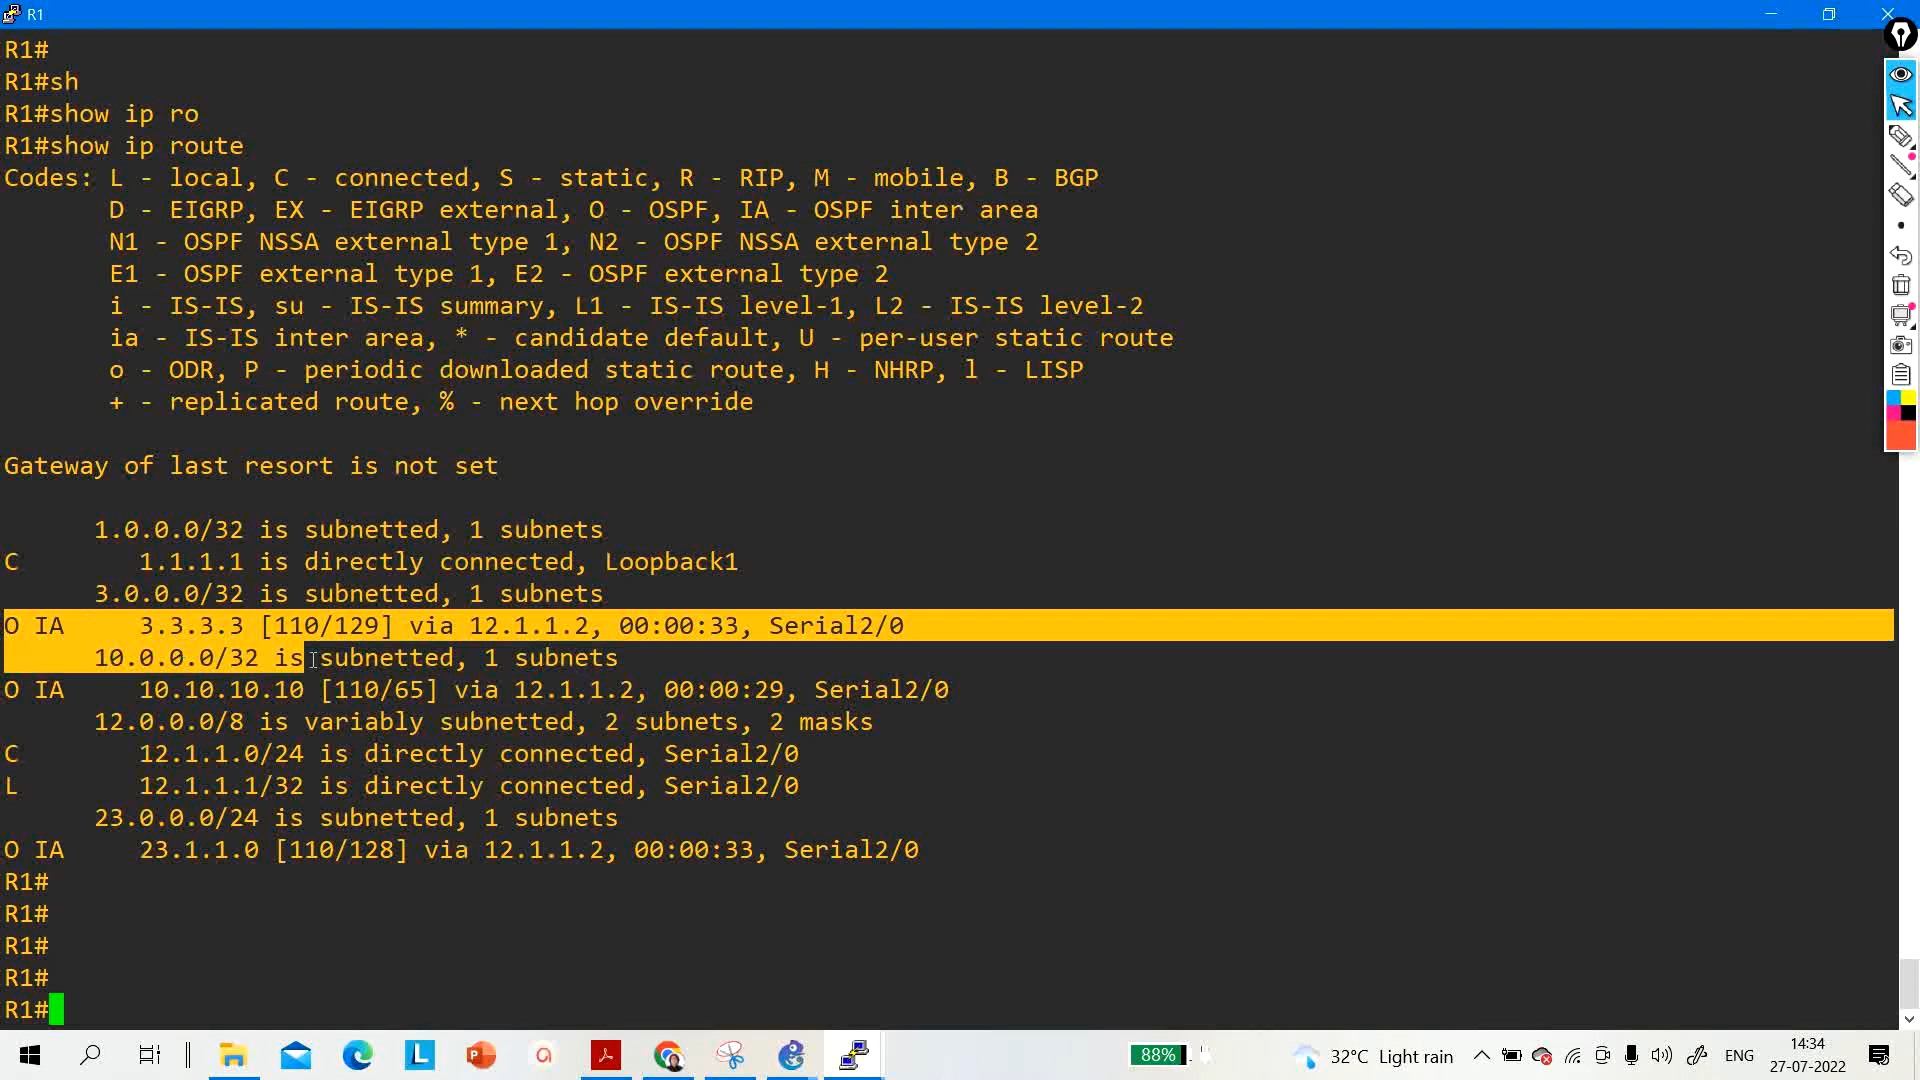 R1
R1#
R1#sh
R1#show ip ro
R1#show ip route
Codes: L - local, C - connected, S - static, R - RIP, M - mobile, B - BGP
D - EIGRP, EX - EIGRP external, O - OSPF, IA - OSPF inter area
N1 - OSPF NSSA external type 1, N2 - OSPF NSSA external type 2
E1 - OSPF external type 1, E2 - OSPF external type 2
i - IS-IS, su - IS-IS summary, L1 - IS-IS level-1, L2 - IS-IS level-2
ia - IS-IS inter area, * - candidate default, U - per-user static route
o - ODR, P - periodic downloaded static route, H - NHRP, l - LISP
+ - replicated route, % - next hop override
Gateway of last resort is not set
1.0.0.0/32 is subnetted, 1 subnets
C 1.1.1.1 is directly connected, Loopback1
3.0.0.0/32 is subnetted, 1 subnets
O IA 3.3.3.3 [110/129] via 12.1.1.2, 00:00:33, Serial2/0
10.0.0.0/32 is subnetted, 1 subnets
O IA 10.10.10.10 [110/65] via 12.1.1.2, 00:00:29, Serial2/0
12.0.0.0/8 is variably subnetted, 2 subnets, 2 masks
C 12.1.1.0/24 is directly connected, Serial2/0
L 12.1.1.1/32 is directly connected, Serial2/0
23.0.0.0/24 is subnetted, 1 subnets
O IA 23.1.1.0 [110/128] via 12.1.1.2, 00:00:33, Serial2/0
R1#
R1#
R1#
R1#
R1#
88%
32°C Light rain
ENG
14:34
27-07-2022